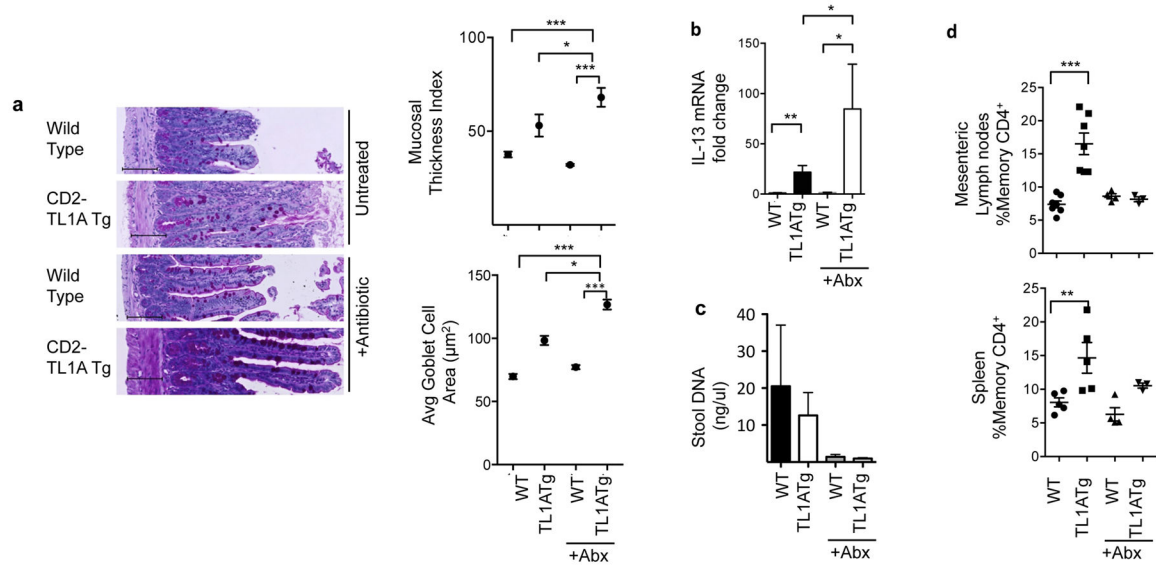 a
Wild
Type
CD2-
TL1A Tg
Wild
Type
CD2-
TL1A Tg
Untreated
+Antibiotic
Mucosal
Thickness Index
100
50
***
*
***
Avg Goblet Cell
Area (µm²)
150
100
50
0
***
*
***
WT
TL1ATg
WT
TL1ATg
+Abx
b
IL-13 mRNA
fold change
150
100
50
0
**
*
*
WT
TL1ATg
WT
TL1ATg
+Abx
c
Stool DNA
(ng/ul)
40
30
20
10
WT
TL1ATg
WT
TL1ATg
+Abx
d
Mesenteric
Lymph nodes
%Memory CD4⁺
25
20
15
10
5
0
***
Spleen
%Memory CD4⁺
25
20
15
10
5
0
**
WT
TL1ATg
WT
TL1ATg
+Abx